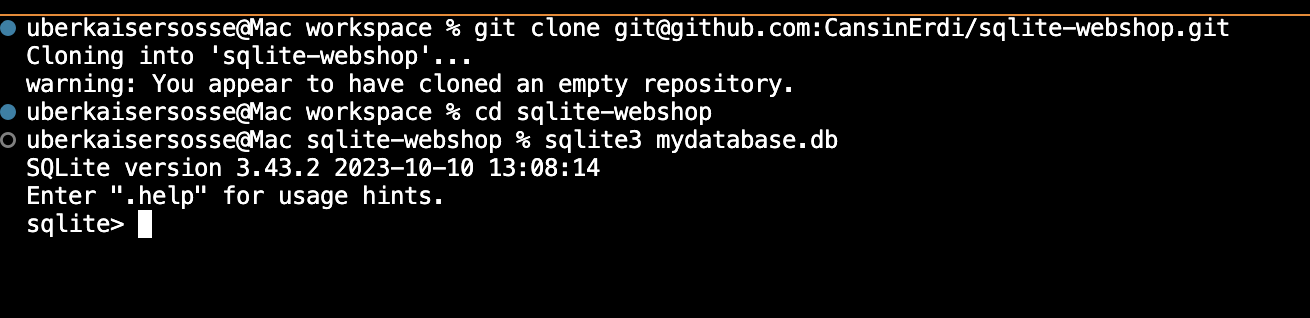 uberkaisersosse@Mac workspace % git clone git@github.com:CansinErdi/sqlite-webshop.git
Cloning into 'sqlite-webshop'...
warning: You appear to have cloned an empty repository.
uberkaisersosse@Mac workspace % cd sqlite-webshop
uberkaisersosse@Mac sqlite-webshop % sqlite3 mydatabase.db
SQLite version 3.43.2 2023-10-10 13:08:14
Enter ".help" for usage hints.
sqlite>